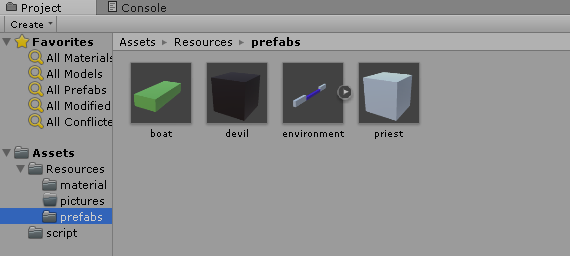 Project
Console
Create
Favorites
All Materials
All Models
All Prefabs
All Modified
All Conflicte
Assets
Resources
material
pictures
prefabs
script
Assets Resources prefabs
boat devil environment priest